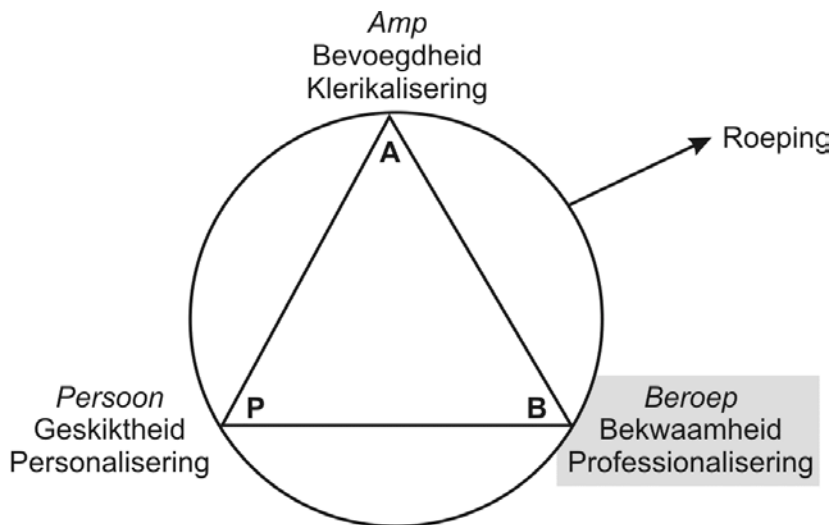 Amp
Bevoegdheid
Klerikalisering
A
Roeping
Persoon
Geskiktheid
Personalisering
P
B
Beroep
Bekwaamheid
Professionalisering